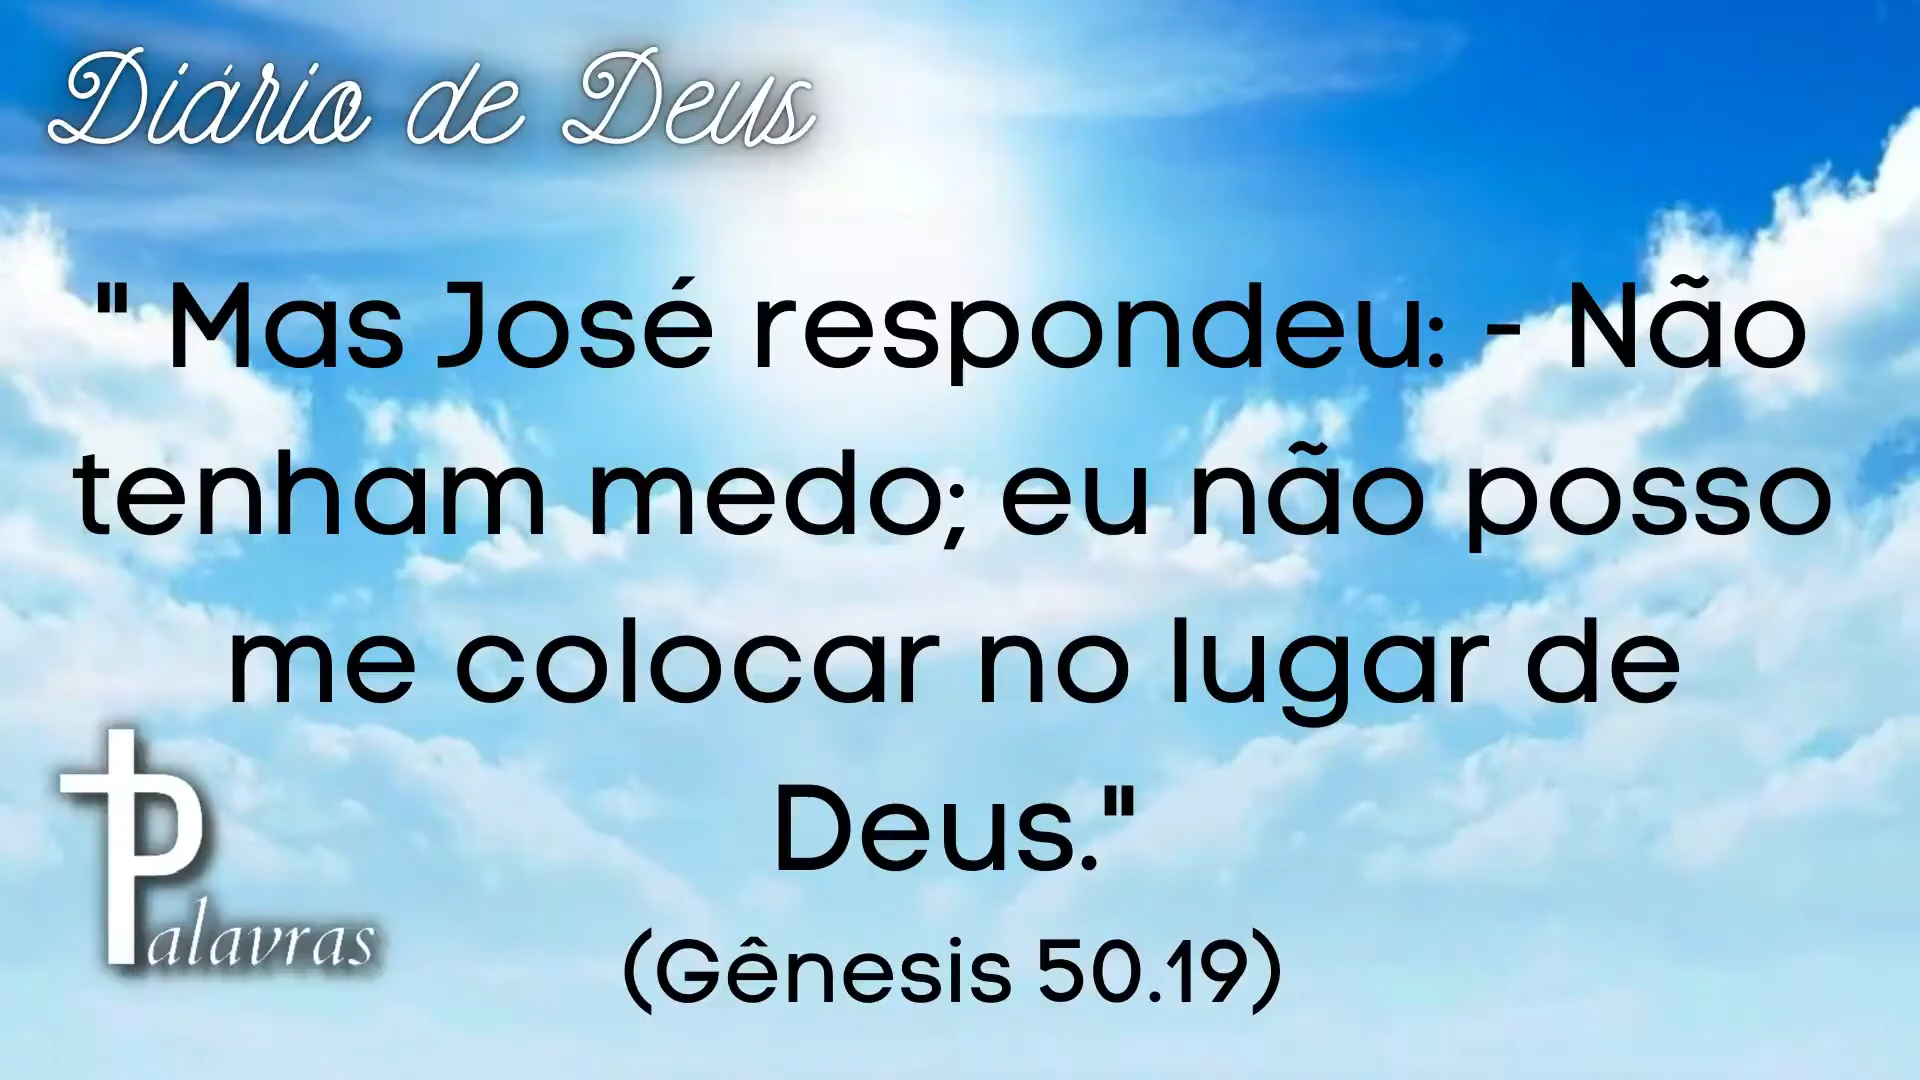 Diário de Deus
" Mas José respondeu: - Não
tenham medo; eu não posso
me colocar no lugar de
Deus."
Palavras
(Gênesis 50.19)